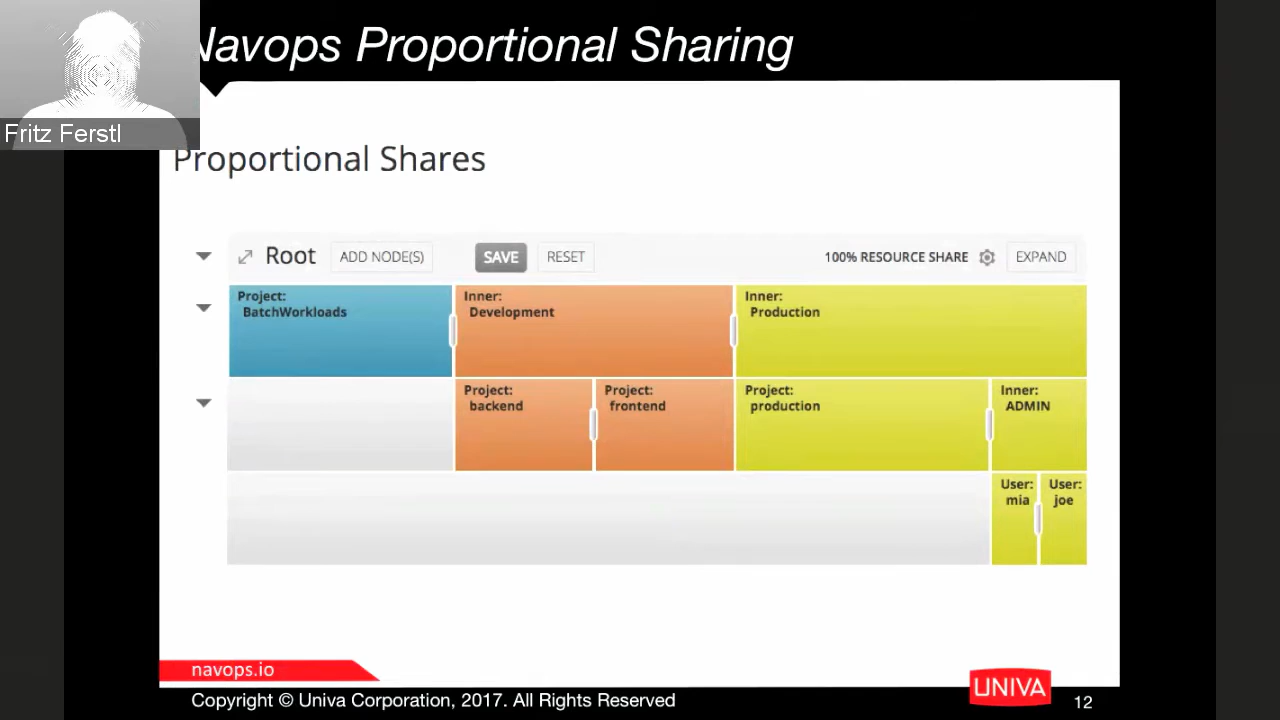 Navops Proportional Sharing
Fritz Ferstl
Proportional Shares
Root ADD NODE(S) SAVE RESET 100% RESOURCE SHARE EXPAND
Project:
BatchWorkloads
Inner:
Development
Inner:
Production
Project:
backend
Project:
frontend
Project:
production
Inner:
ADMIN
User:
mia
User:
joe
navops.io
Copyright © Univa Corporation, 2017. All Rights Reserved
UNIVA
12